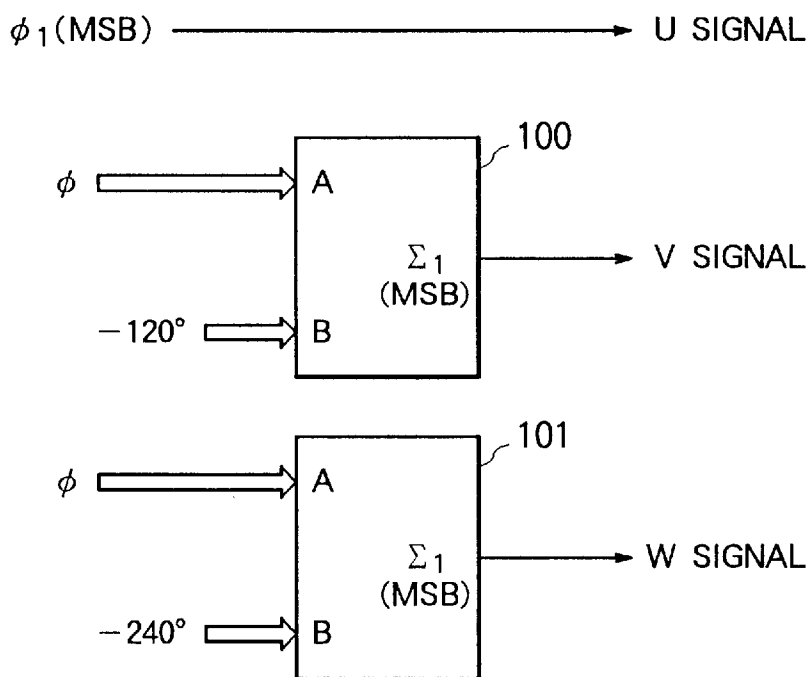 ϕ₁(MSB) U SIGNAL
100
ϕ A
Σ₁ V SIGNAL
(MSB)
−120° B
101
ϕ A
Σ₁ W SIGNAL
(MSB)
−240° B